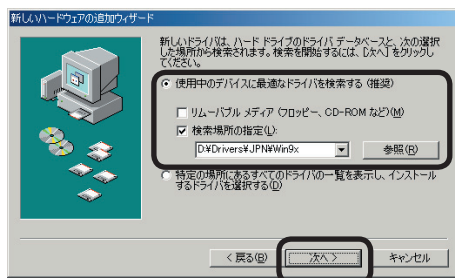 新しいハードウェアの追加ウィザード
新しいドライバは、ハード ドライブのドライバ データベースと、次の選択
した場所から検索されます。検索を開始するには、[次へ] をクリックし
てください。
使用中のデバイスに最適なドライバを検索する (推奨)
リムーバブル メディア (フロッピー、CD-ROM など)(M)
検索場所の指定(L):
D:¥Drivers¥JPN¥Win9x
参照(R)
特定の場所にあるすべてのドライバの一覧を表示し、インストール
するドライバを選択する(D)
< 戻る(B)
次へ >
キャンセル